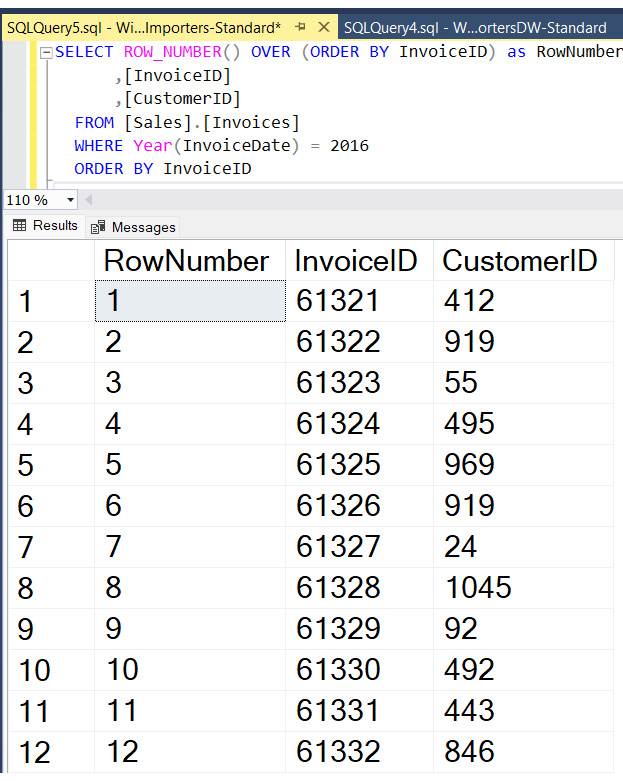 SQLQuery5.sql - Wi...Importers-Standard* SQLQuery4.sql - W...ortersDW-Standard
SELECT ROW_NUMBER() OVER (ORDER BY InvoiceID) as RowNumber
,[InvoiceID]
,[CustomerID]
FROM [Sales].[Invoices]
WHERE Year(InvoiceDate) = 2016
ORDER BY InvoiceID
110 %
Results Messages
RowNumber InvoiceID CustomerID
1 1 61321 412
2 2 61322 919
3 3 61323 55
4 4 61324 495
5 5 61325 969
6 6 61326 919
7 7 61327 24
8 8 61328 1045
9 9 61329 92
10 10 61330 492
11 11 61331 443
12 12 61332 846